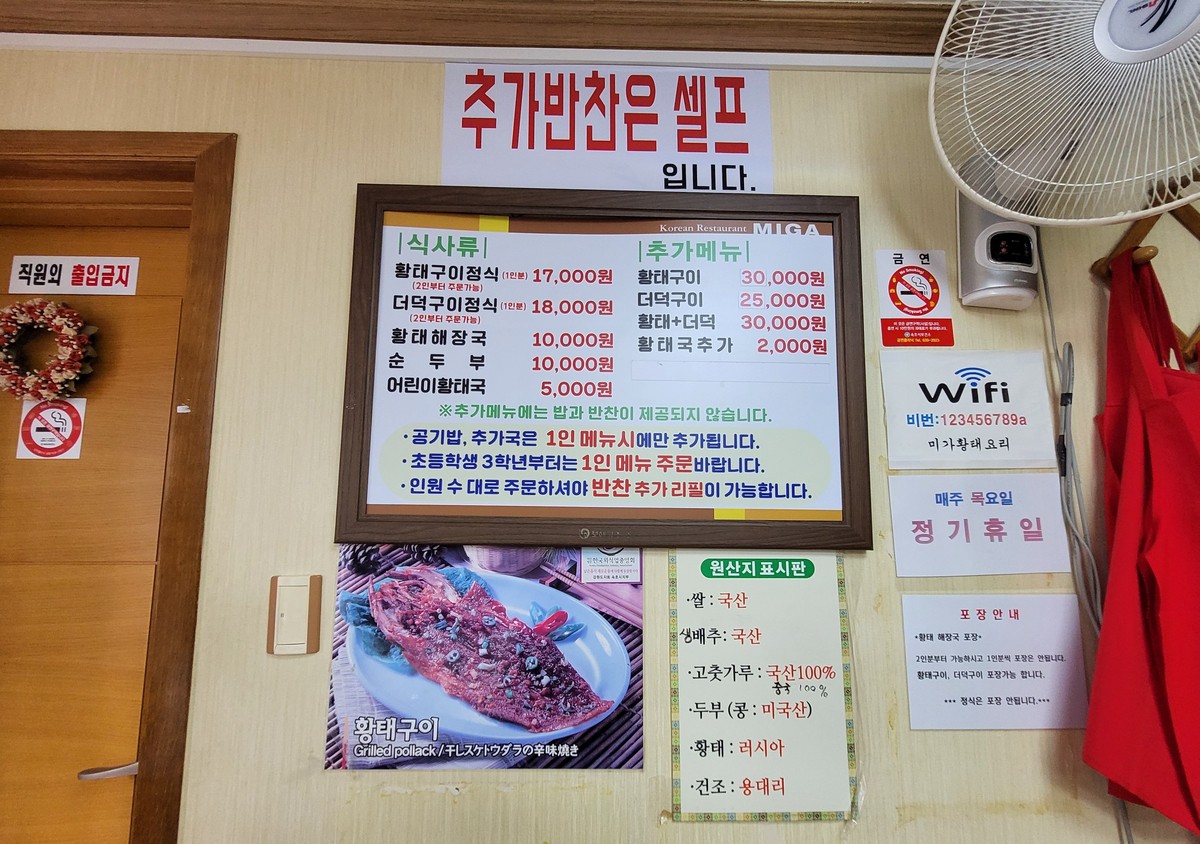 추가반찬은 셀프
입니다.
Korean Restaurant MIGA
|식사류|
황태구이정식 (1인분) 17,000원
(2인부터 주문가능)
더덕구이정식 (1인분) 18,000원
(2인부터 주문가능)
황태해장국 10,000원
순두부 10,000원
어린이황태국 5,000원
|추가메뉴|
황태구이 30,000원
더덕구이 25,000원
황태+더덕 30,000원
황태국추가 2,000원
※추가메뉴에는 밥과 반찬이 제공되지 않습니다.
·공기밥, 추가국은 1인 메뉴시에만 추가됩니다.
·초등학생 3학년부터는 1인 메뉴 주문바랍니다.
·인원 수 대로 주문하셔야 반찬 추가 리필이 가능합니다.
직원외 출입금지
금연
No Smoking
WiFi
비번:123456789a
미가황태요리
매주 목요일
정기휴일
포장 안내
*황태 해장국 포장*
2인분부터 가능하시고 1인분씩 포장은 안됩니다.
황태구이, 더덕구이 포장가능 합니다.
*** 정식은 포장 안됩니다.***
황태구이
Grilled pollack / 干しスケトウダラの辛味焼き
원산지 표시판
·쌀 : 국산
생배추 : 국산
·고춧가루 : 국산100%
중국 100%
·두부 (콩 : 미국산)
·황태 : 러시아
·건조 : 용대리